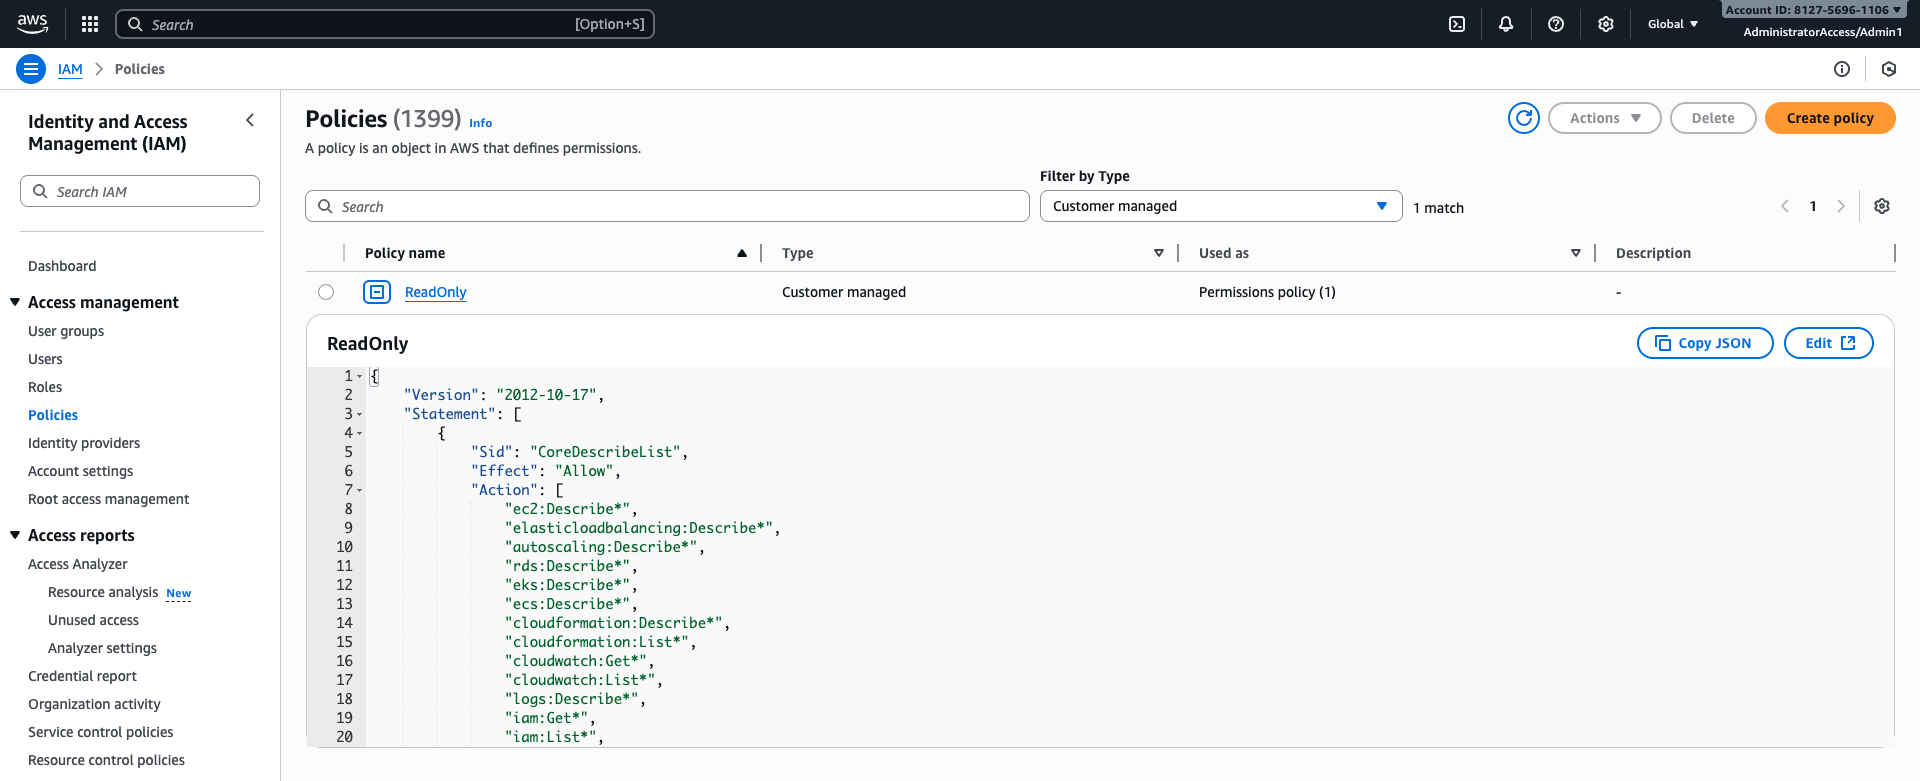 aws
Search
[Option+S]
Global
Account ID: 8127-5696-1106
AdministratorAccess/Admin1
IAM
Policies
Identity and Access
Management (IAM)
Search IAM
Dashboard
Access management
User groups
Users
Roles
Policies
Identity providers
Account settings
Root access management
Access reports
Access Analyzer
Resource analysis New
Unused access
Analyzer settings
Credential report
Organization activity
Service control policies
Resource control policies
Policies (1399) Info
A policy is an object in AWS that defines permissions.
Actions
Delete
Create policy
Filter by Type
Search
Customer managed
1 match
1
Policy name
Type
Used as
Description
ReadOnly
Customer managed
Permissions policy (1)
-
ReadOnly
Copy JSON
Edit
1 {
2 "Version": "2012-10-17",
3 "Statement": [
4 {
5 "Sid": "CoreDescribeList",
6 "Effect": "Allow",
7 "Action": [
8 "ec2:Describe*",
9 "elasticloadbalancing:Describe*",
10 "autoscaling:Describe*",
11 "rds:Describe*",
12 "eks:Describe*",
13 "ecs:Describe*",
14 "cloudformation:Describe*",
15 "cloudformation:List*",
16 "cloudwatch:Get*",
17 "cloudwatch:List*",
18 "logs:Describe*",
19 "iam:Get*",
20 "iam:List*",